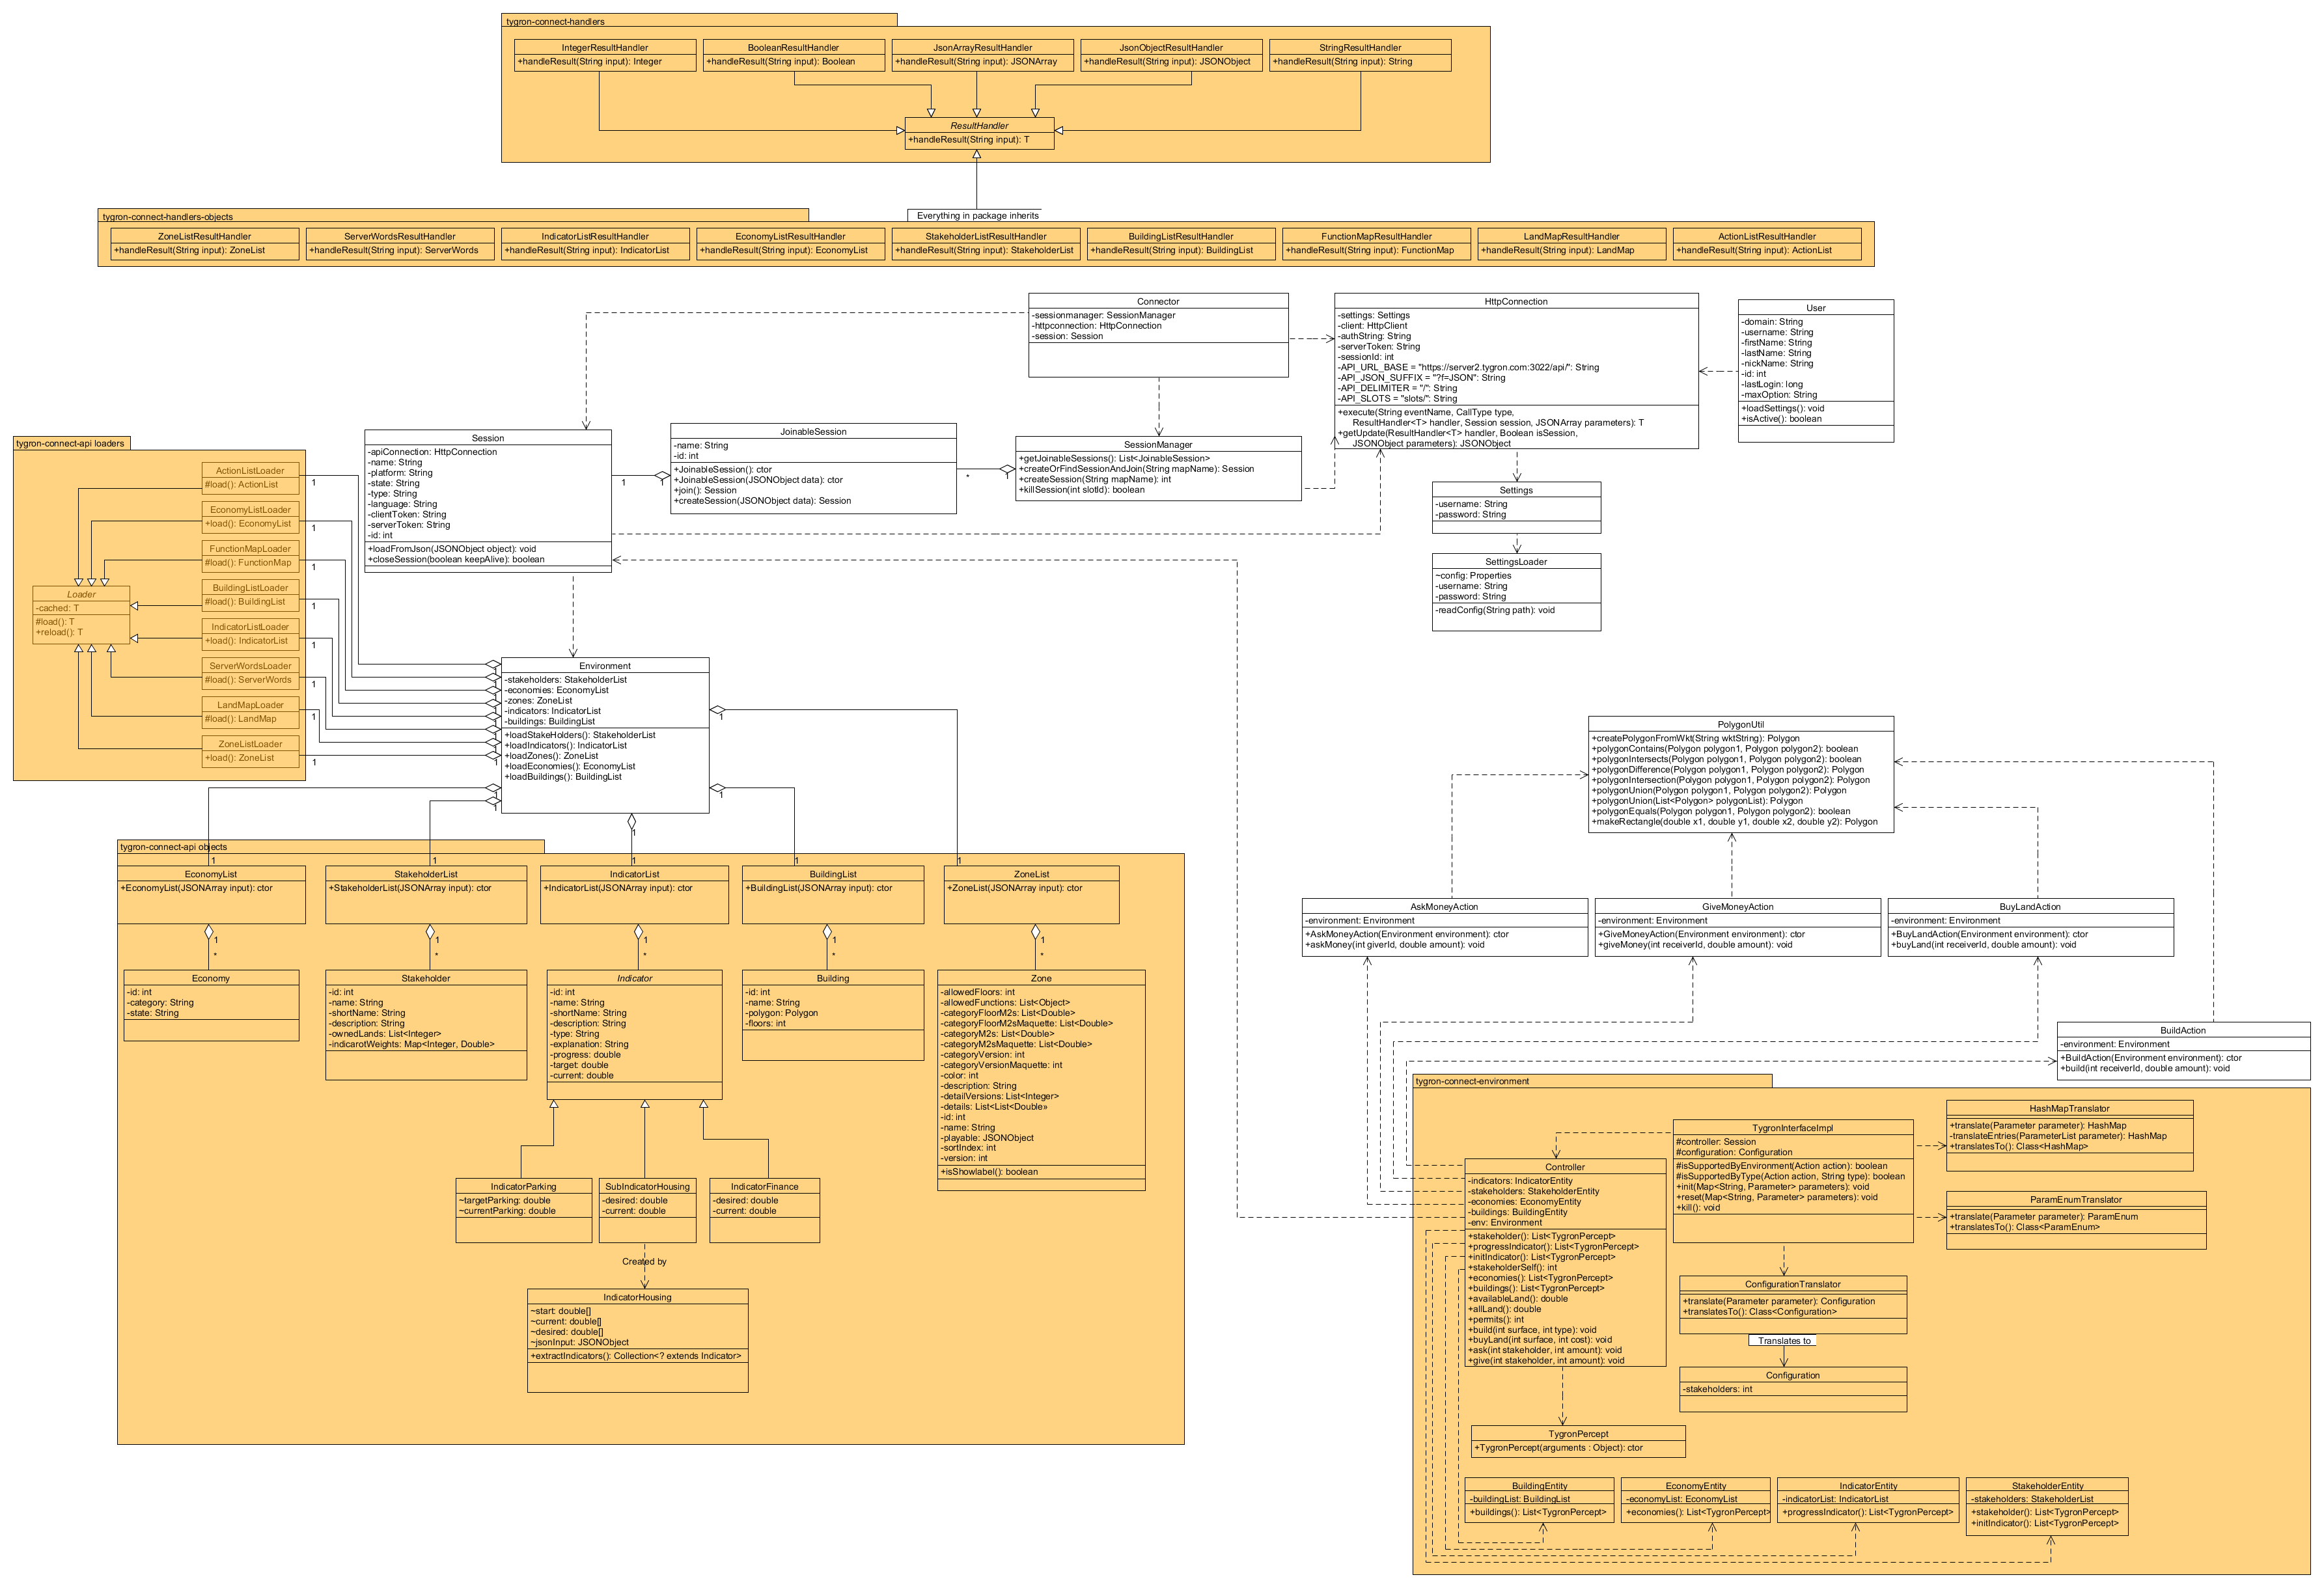 tygron-connect-handlers
IntegerResultHandler
+handleResult(String input): Integer
BooleanResultHandler
+handleResult(String input): Boolean
JsonArrayResultHandler
+handleResult(String input): JSONArray
JsonObjectResultHandler
+handleResult(String input): JSONObject
StringResultHandler
+handleResult(String input): String
ResultHandler
+handleResult(String input): T
Everything in package inherits
tygron-connect-handlers-objects
ZoneListResultHandler
+handleResult(String input): ZoneList
ServerWordsResultHandler
+handleResult(String input): ServerWords
IndicatorListResultHandler
+handleResult(String input): IndicatorList
EconomyListResultHandler
+handleResult(String input): EconomyList
StakeholderListResultHandler
+handleResult(String input): StakeholderList
BuildingListResultHandler
+handleResult(String input): BuildingList
FunctionMapResultHandler
+handleResult(String input): FunctionMap
LandMapResultHandler
+handleResult(String input): LandMap
ActionListResultHandler
+handleResult(String input): ActionList
Connector
-sessionmanager: SessionManager
-httpconnection: HttpConnection
-session: Session
HttpConnection
-settings: Settings
-client: HttpClient
-authString: String
-serverToken: String
-sessionId: int
-API_URL_BASE = "https://server2.tygron.com:3022/api/": String
-API_JSON_SUFFIX = "?f=JSON": String
-API_DELIMITER = "/": String
-API_SLOTS = "slots/": String
+execute(String eventName, CallType type,
ResultHandler<T> handler, Session session, JSONArray parameters): T
+getUpdate(ResultHandler<T> handler, Boolean isSession,
JSONObject parameters): JSONObject
User
-domain: String
-username: String
-firstName: String
-lastName: String
-nickName: String
-id: int
-lastLogin: long
-maxOption: String
+loadSettings(): void
+isActive(): boolean
Session
-apiConnection: HttpConnection
-name: String
-platform: String
-state: String
-type: String
-language: String
-clientToken: String
-serverToken: String
-id: int
+loadFromJson(JSONObject object): void
+closeSession(boolean keepAlive): boolean
1
1
JoinableSession
-name: String
-id: int
+JoinableSession(): ctor
+JoinableSession(JSONObject data): ctor
+join(): Session
+createSession(JSONObject data): Session
*
1
SessionManager
+getJoinableSessions(): List<JoinableSession>
+createOrFindSessionAndJoin(String mapName): Session
+createSession(String mapName): int
+killSession(int slotId): boolean
Settings
-username: String
-password: String
SettingsLoader
~config: Properties
-username: String
-password: String
-readConfig(String path): void
tygron-connect-api loaders
ActionListLoader
#load(): ActionList
1
EconomyListLoader
+load(): EconomyList
1
FunctionMapLoader
#load(): FunctionMap
1
BuildingListLoader
#load(): BuildingList
1
IndicatorListLoader
+load(): IndicatorList
1
ServerWordsLoader
#load(): ServerWords
1
LandMapLoader
#load(): LandMap
1
ZoneListLoader
+load(): ZoneList
1
Loader
-cached: T
#load(): T
+reload(): T
Environment
-stakeholders: StakeholderList
-economies: EconomyList
-zones: ZoneList
-indicators: IndicatorList
-buildings: BuildingList
+loadStakeHolders(): StakeholderList
+loadIndicators(): IndicatorList
+loadZones(): ZoneList
+loadEconomies(): EconomyList
+loadBuildings(): BuildingList
1
1
1
1
1
1
1
1
1
1
1
1
1
tygron-connect-api objects
1
1
1
1
1
EconomyList
+EconomyList(JSONArray input): ctor
1
*
StakeholderList
+StakeholderList(JSONArray input): ctor
1
*
IndicatorList
+IndicatorList(JSONArray input): ctor
1
*
BuildingList
+BuildingList(JSONArray input): ctor
1
*
ZoneList
+ZoneList(JSONArray input): ctor
1
*
Economy
-id: int
-category: String
-state: String
Stakeholder
-id: int
-name: String
-shortName: String
-description: String
-ownedLands: List<Integer>
-indicarotWeights: Map<Integer, Double>
Indicator
-id: int
-name: String
-shortName: String
-description: String
-type: String
-explanation: String
-progress: double
-target: double
-current: double
Building
-id: int
-name: String
-polygon: Polygon
-floors: int
Zone
-allowedFloors: int
-allowedFunctions: List<Object>
-categoryFloorM2s: List<Double>
-categoryFloorM2sMaquette: List<Double>
-categoryM2s: List<Double>
-categoryM2sMaquette: List<Double>
-categoryVersion: int
-categoryVersionMaquette: int
-color: int
-description: String
-detailVersions: List<Integer>
-details: List<List<Double»
-id: int
-name: String
-playable: JSONObject
-sortIndex: int
-version: int
+isShowlabel(): boolean
IndicatorParking
~targetParking: double
~currentParking: double
SubIndicatorHousing
-desired: double
-current: double
IndicatorFinance
-desired: double
-current: double
Created by
IndicatorHousing
~start: double[]
~current: double[]
~desired: double[]
~jsonInput: JSONObject
+extractIndicators(): Collection<? extends Indicator>
PolygonUtil
+createPolygonFromWkt(String wktString): Polygon
+polygonContains(Polygon polygon1, Polygon polygon2): boolean
+polygonIntersects(Polygon polygon1, Polygon polygon2): boolean
+polygonDifference(Polygon polygon1, Polygon polygon2): Polygon
+polygonIntersection(Polygon polygon1, Polygon polygon2): Polygon
+polygonUnion(Polygon polygon1, Polygon polygon2): Polygon
+polygonUnion(List<Polygon> polygonList): Polygon
+polygonEquals(Polygon polygon1, Polygon polygon2): boolean
+makeRectangle(double x1, double y1, double x2, double y2): Polygon
AskMoneyAction
-environment: Environment
+AskMoneyAction(Environment environment): ctor
+askMoney(int giverId, double amount): void
GiveMoneyAction
-environment: Environment
+GiveMoneyAction(Environment environment): ctor
+giveMoney(int receiverId, double amount): void
BuyLandAction
-environment: Environment
+BuyLandAction(Environment environment): ctor
+buyLand(int receiverId, double amount): void
BuildAction
-environment: Environment
+BuildAction(Environment environment): ctor
+build(int receiverId, double amount): void
tygron-connect-environment
Controller
-indicators: IndicatorEntity
-stakeholders: StakeholderEntity
-economies: EconomyEntity
-buildings: BuildingEntity
-env: Environment
+stakeholder(): List<TygronPercept>
+progressIndicator(): List<TygronPercept>
+initIndicator(): List<TygronPercept>
+stakeholderSelf(): int
+economies(): List<TygronPercept>
+buildings(): List<TygronPercept>
+availableLand(): double
+allLand(): double
+permits(): int
+build(int surface, int type): void
+buyLand(int surface, int cost): void
+ask(int stakeholder, int amount): void
+give(int stakeholder, int amount): void
TygronInterfaceImpl
#controller: Session
#configuration: Configuration
#isSupportedByEnvironment(Action action): boolean
#isSupportedByType(Action action, String type): boolean
+init(Map<String, Parameter> parameters): void
+reset(Map<String, Parameter> parameters): void
+kill(): void
HashMapTranslator
+translate(Parameter parameter): HashMap
-translateEntries(ParameterList parameter): HashMap
+translatesTo(): Class<HashMap>
ParamEnumTranslator
+translate(Parameter parameter): ParamEnum
+translatesTo(): Class<ParamEnum>
ConfigurationTranslator
+translate(Parameter parameter): Configuration
+translatesTo(): Class<Configuration>
Translates to
Configuration
-stakeholders: int
TygronPercept
+TygronPercept(arguments : Object): ctor
BuildingEntity
-buildingList: BuildingList
+buildings(): List<TygronPercept>
EconomyEntity
-economyList: EconomyList
+economies(): List<TygronPercept>
IndicatorEntity
-indicatorList: IndicatorList
+progressIndicator(): List<TygronPercept>
StakeholderEntity
-stakeholders: StakeholderList
+stakeholder(): List<TygronPercept>
+initIndicator(): List<TygronPercept>